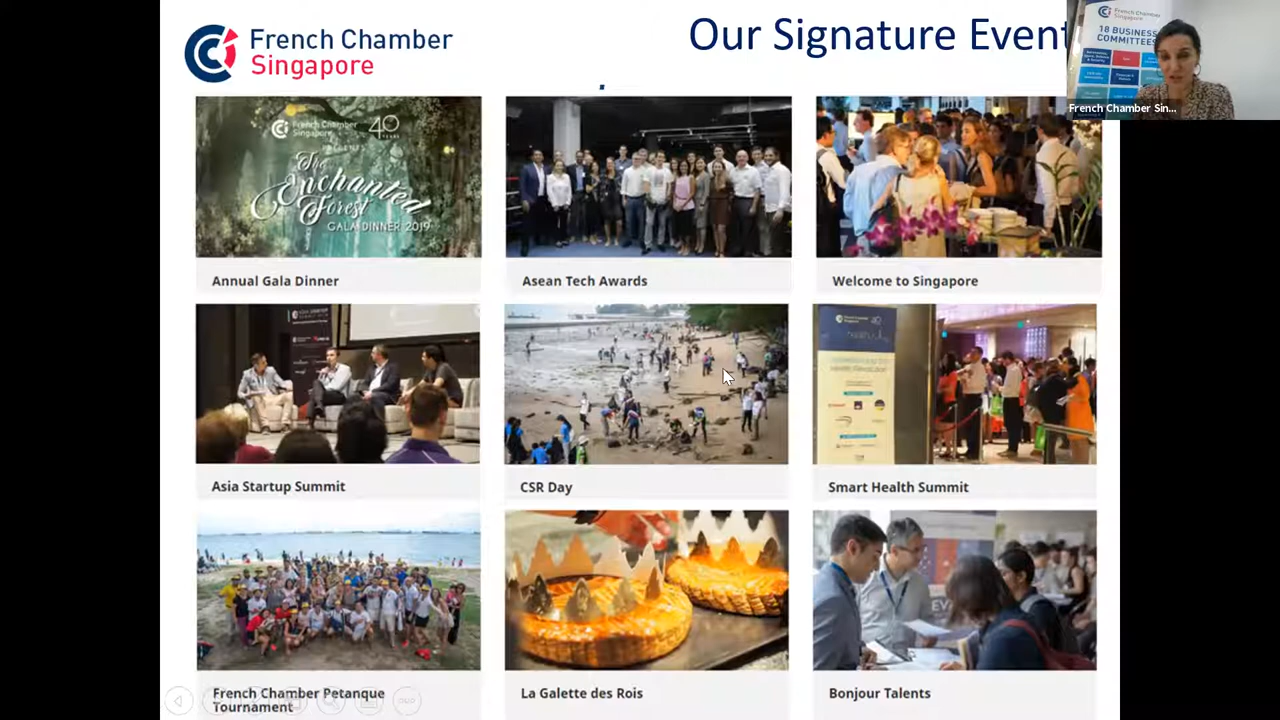 French Chamber
Singapore
Our Signature Event
18 BUSINESS
COMMITTEES
French Chamber Sin...
French Chamber
Singapore
40
YEARS
PRESENTS
The
Enchanted
Forest
GALA DINNER 2019
Annual Gala Dinner
Asean Tech Awards
Welcome to Singapore
Asia Startup Summit
CSR Day
Smart Health Summit
French Chamber Petanque
Tournament
La Galette des Rois
Bonjour Talents